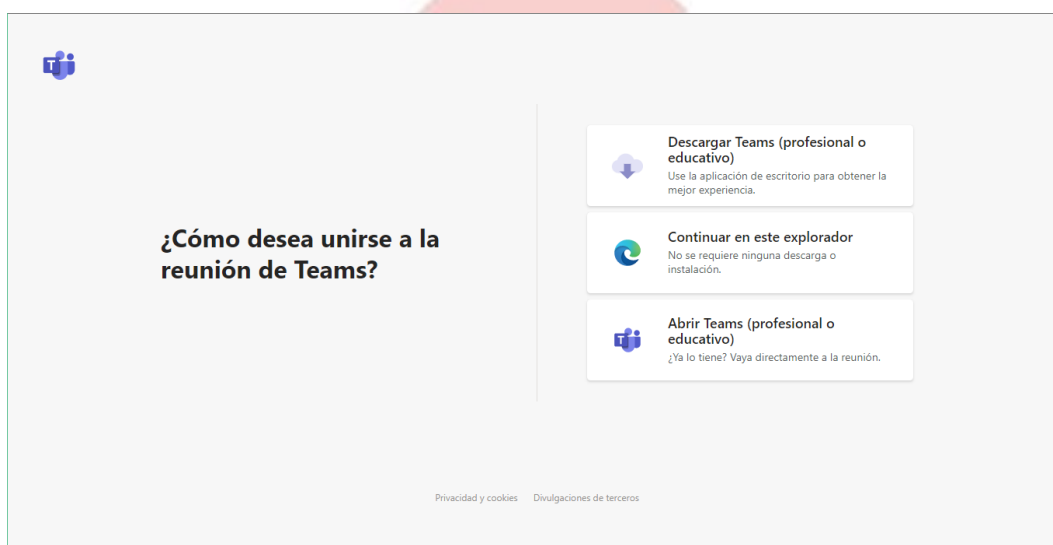 ¿Cómo desea unirse a la
reunión de Teams?
Descargar Teams (profesional o
educativo)
Use la aplicación de escritorio para obtener la
mejor experiencia.
Continuar en este explorador
No se requiere ninguna descarga o
instalación.
Abrir Teams (profesional o
educativo)
¿Ya lo tiene? Vaya directamente a la reunión.
Privacidad y cookies Divulgaciones de terceros